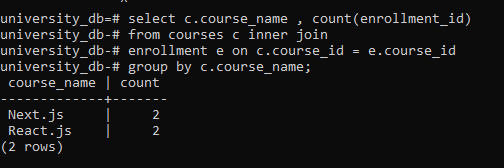 university_db=# select c.course_name , count(enrollment_id)
university_db-# from courses c inner join
university_db-# enrollment e on c.course_id = e.course_id
university_db-# group by c.course_name;
 course_name | count
-------------+-------
 Next.js     |     2
 React.js    |     2
(2 rows)